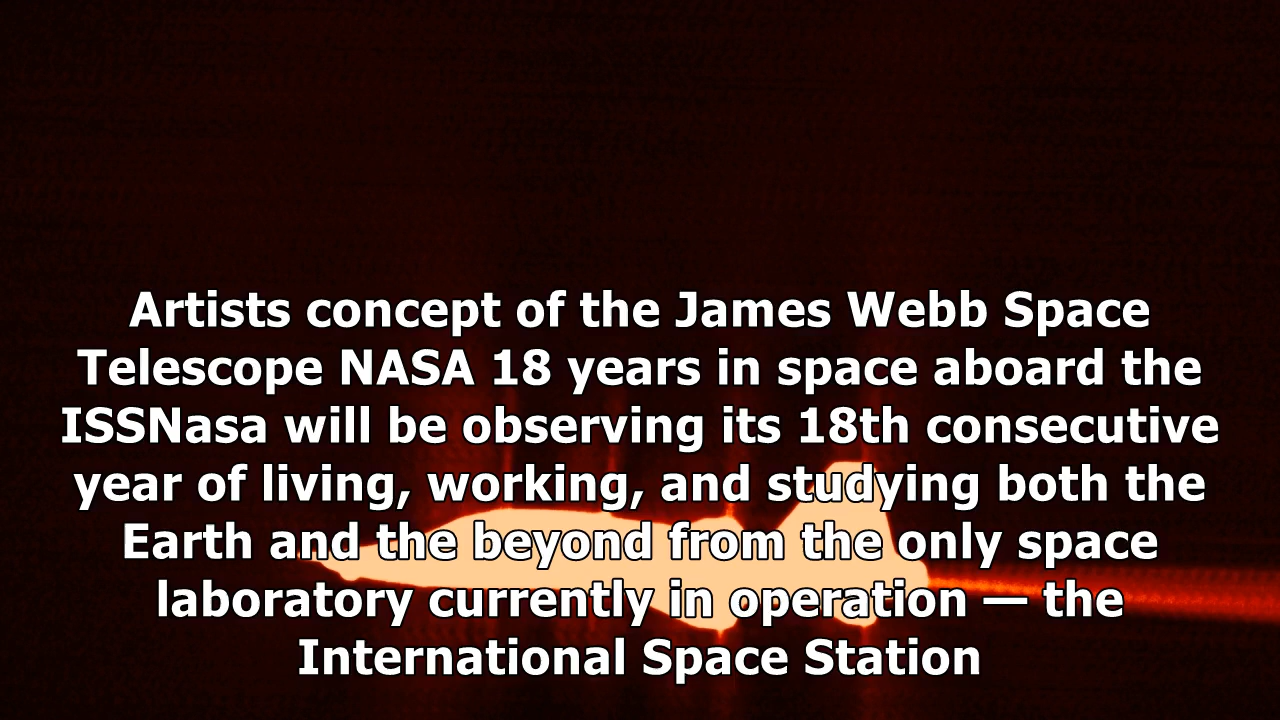 Artists concept of the James Webb Space
Telescope NASA 18 years in space aboard the
ISSNasa will be observing its 18th consecutive
year of living, working, and studying both the
Earth and the beyond from the only space
laboratory currently in operation — the
International Space Station